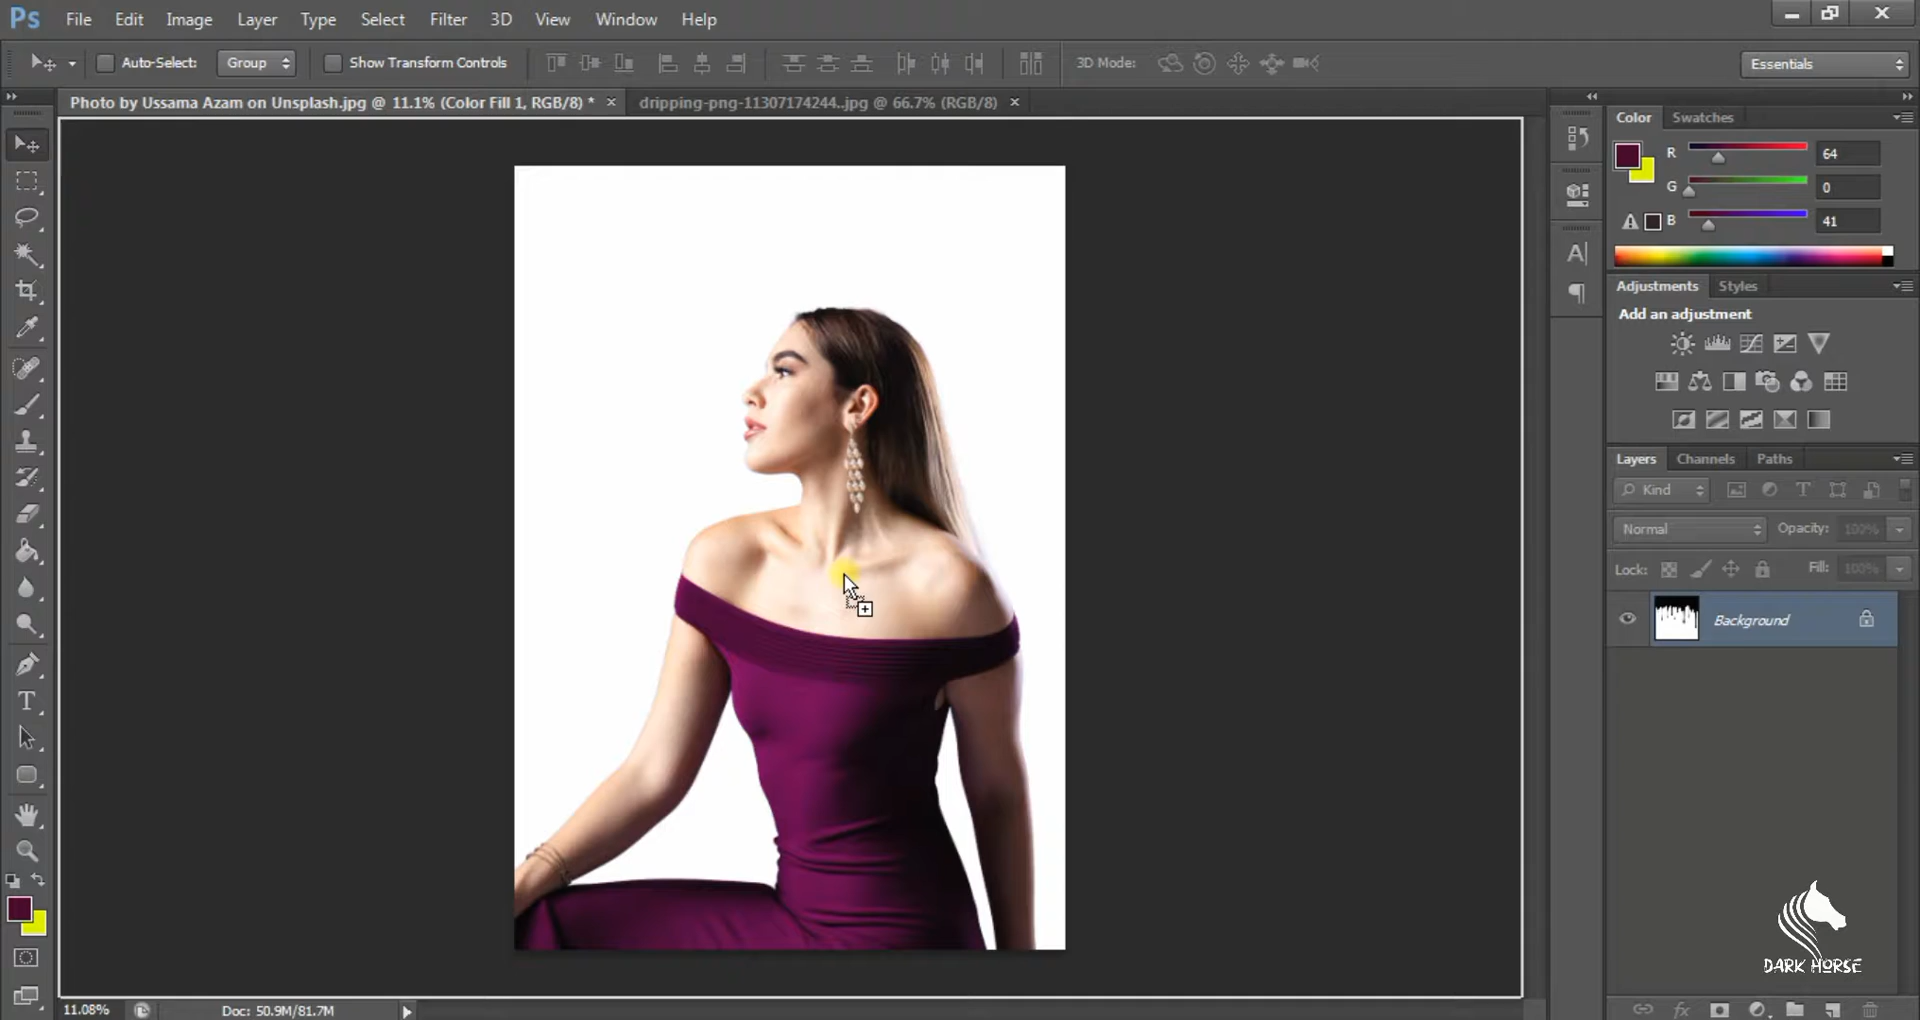 Ps File Edit Image Layer Type Select Filter 3D View Window Help
Auto-Select: Group Show Transform Controls 3D Mode: Essentials
Photo by Ussama Azam on Unsplash.jpg @ 11.1% (Color Fill 1, RGB/8) * × dripping-png-11307174244..jpg @ 66.7% (RGB/8) ×
Color Swatches
R 64
G 0
B 41
Adjustments Styles
Add an adjustment
Layers Channels Paths
Kind
Normal Opacity: 100%
Lock: Fill: 100%
Background
DARK HORSE
11.08% Doc: 50.9M/81.7M